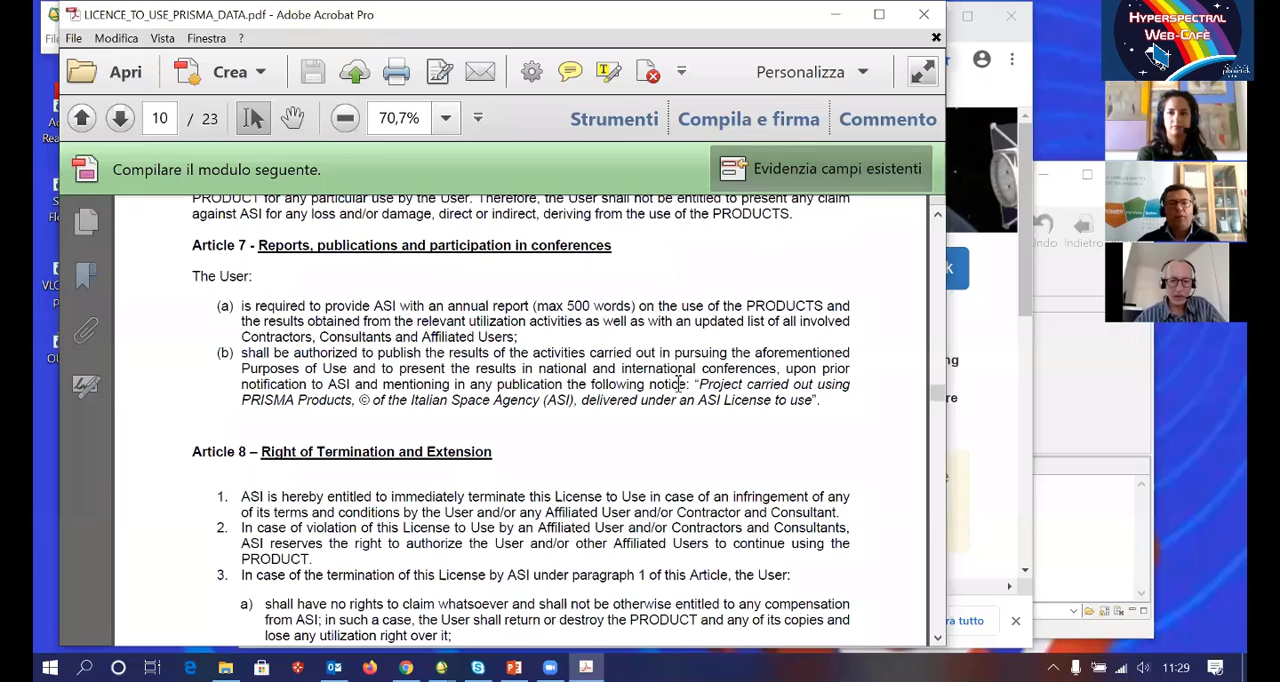 LICENCE_TO_USE_PRISMA_DATA.pdf - Adobe Acrobat Pro
File Modifica Vista Finestra ?
Apri Crea Personalizza
10 / 23 70,7% Strumenti Compila e firma Commento
Compilare il modulo seguente. Evidenzia campi esistenti
PRODUCT for any particular use by the User. Therefore, the User shall not be entitled to present any claim
against ASI for any loss and/or damage, direct or indirect, deriving from the use of the PRODUCTS.
Article 7 - Reports, publications and participation in conferences
The User:
(a) is required to provide ASI with an annual report (max 500 words) on the use of the PRODUCTS and
the results obtained from the relevant utilization activities as well as with an updated list of all involved
Contractors, Consultants and Affiliated Users;
(b) shall be authorized to publish the results of the activities carried out in pursuing the aforementioned
Purposes of Use and to present the results in national and international conferences, upon prior
notification to ASI and mentioning in any publication the following notice: “Project carried out using
PRISMA Products, © of the Italian Space Agency (ASI), delivered under an ASI License to use”.
Article 8 – Right of Termination and Extension
1. ASI is hereby entitled to immediately terminate this License to Use in case of an infringement of any
of its terms and conditions by the User and/or any Affiliated User and/or Contractor and Consultant.
2. In case of violation of this License to Use by an Affiliated User and/or Contractors and Consultants,
ASI reserves the right to authorize the User and/or other Affiliated Users to continue using the
PRODUCT.
3. In case of the termination of this License by ASI under paragraph 1 of this Article, the User:
a) shall have no rights to claim whatsoever and shall not be otherwise entitled to any compensation
from ASI; in such a case, the User shall return or destroy the PRODUCT and any of its copies and
lose any utilization right over it;
Hyperspectral
Web-Cafè
Indietro
ra tutto
11:29